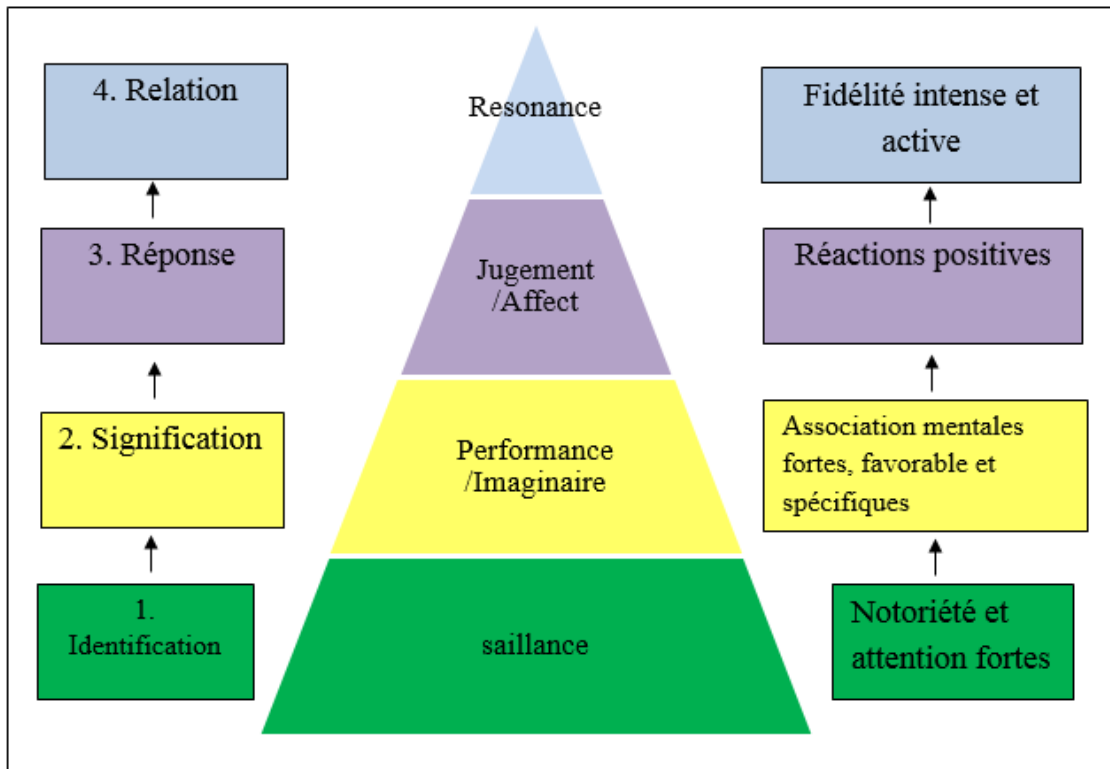 4. Relation
Resonance
Fidélité intense et
active
3. Réponse
Jugement
/Affect
Réactions positives
2. Signification
Performance
/Imaginaire
Association mentales
fortes, favorable et
spécifiques
1.
Identification
saillance
Notoriété et
attention fortes